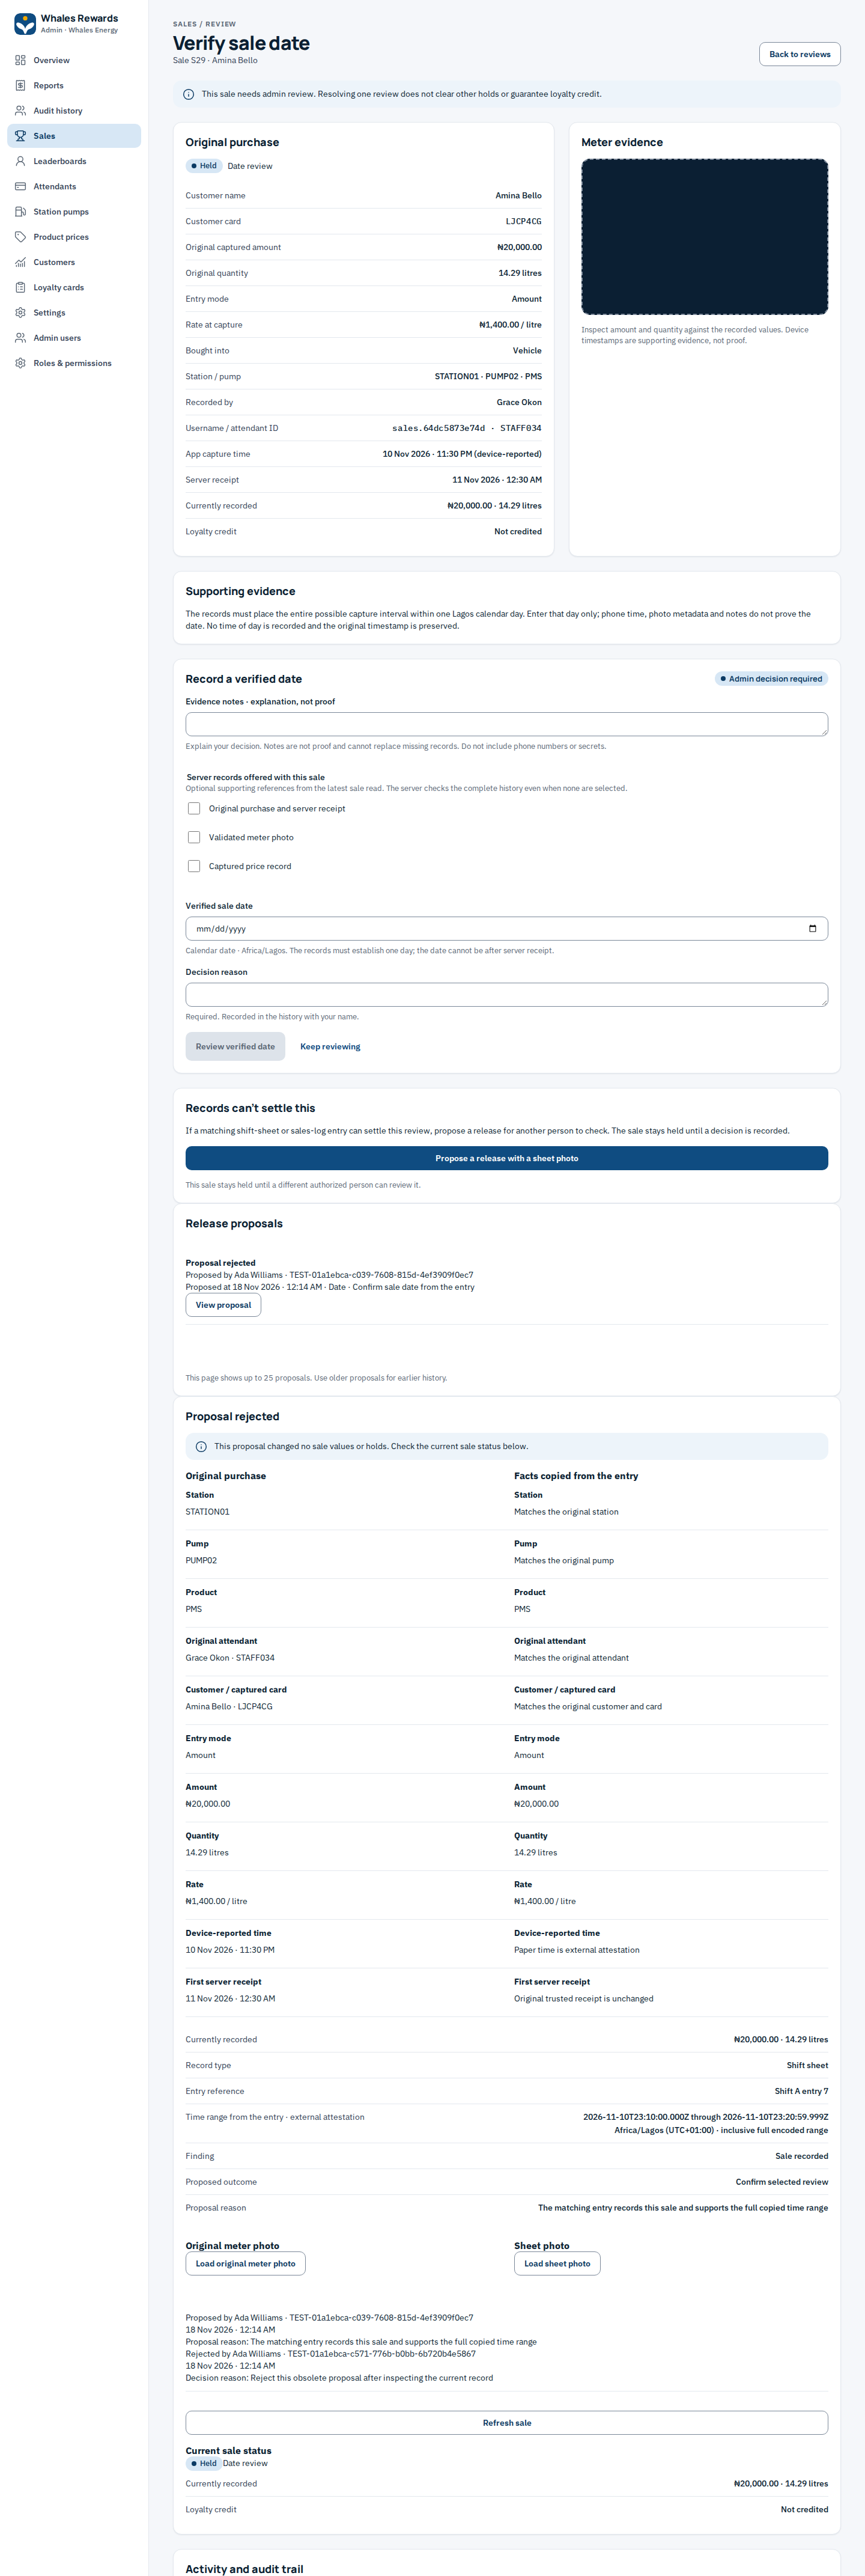 Whales Rewards
Admin · Whales Energy
Overview
Reports
Audit history
Sales
Leaderboards
Attendants
Station pumps
Product prices
Customers
Loyalty cards
Settings
Admin users
Roles & permissions
SALES / REVIEW
Verify sale date
Sale S29 · Amina Bello
Back to reviews
This sale needs admin review. Resolving one review does not clear other holds or guarantee loyalty credit.
Original purchase
Held Date review
Customer name Amina Bello
Customer card LJCP4CG
Original captured amount ₦20,000.00
Original quantity 14.29 litres
Entry mode Amount
Rate at capture ₦1,400.00 / litre
Bought into Vehicle
Station / pump STATION01 · PUMP02 · PMS
Recorded by Grace Okon
Username / attendant ID sales.64dc5873e74d · STAFF034
App capture time 10 Nov 2026 · 11:30 PM (device-reported)
Server receipt 11 Nov 2026 · 12:30 AM
Currently recorded ₦20,000.00 · 14.29 litres
Loyalty credit Not credited
Meter evidence
Inspect amount and quantity against the recorded values. Device
timestamps are supporting evidence, not proof.
Supporting evidence
The records must place the entire possible capture interval within one Lagos calendar day. Enter that day only; phone time, photo metadata and notes do not prove the
date. No time of day is recorded and the original timestamp is preserved.
Record a verified date
Admin decision required
Evidence notes · explanation, not proof
Explain your decision. Notes are not proof and cannot replace missing records. Do not include phone numbers or secrets.
Server records offered with this sale
Optional supporting references from the latest sale read. The server checks the complete history even when none are selected.
Original purchase and server receipt
Validated meter photo
Captured price record
Verified sale date
mm/dd/yyyy
Calendar date · Africa/Lagos. The records must establish one day; the date cannot be after server receipt.
Decision reason
Required. Recorded in the history with your name.
Review verified date
Keep reviewing
Records can't settle this
If a matching shift-sheet or sales-log entry can settle this review, propose a release for another person to check. The sale stays held until a decision is recorded.
Propose a release with a sheet photo
This sale stays held until a different authorized person can review it.
Release proposals
Proposal rejected
Proposed by Ada Williams · TEST-01a1ebca-c039-7608-815d-4ef3909f0ec7
Proposed at 18 Nov 2026 · 12:14 AM · Date · Confirm sale date from the entry
View proposal
This page shows up to 25 proposals. Use older proposals for earlier history.
Proposal rejected
This proposal changed no sale values or holds. Check the current sale status below.
Original purchase Facts copied from the entry
Station Station
STATION01 Matches the original station
Pump Pump
PUMP02 Matches the original pump
Product Product
PMS PMS
Original attendant Original attendant
Grace Okon · STAFF034 Matches the original attendant
Customer / captured card Customer / captured card
Amina Bello · LJCP4CG Matches the original customer and card
Entry mode Entry mode
Amount Amount
Amount Amount
₦20,000.00 ₦20,000.00
Quantity Quantity
14.29 litres 14.29 litres
Rate Rate
₦1,400.00 / litre ₦1,400.00 / litre
Device-reported time Device-reported time
10 Nov 2026 · 11:30 PM Paper time is external attestation
First server receipt First server receipt
11 Nov 2026 · 12:30 AM Original trusted receipt is unchanged
Currently recorded ₦20,000.00 · 14.29 litres
Record type Shift sheet
Entry reference Shift A entry 7
Time range from the entry · external attestation 2026-11-10T23:10:00.000Z through 2026-11-10T23:20:59.999Z
Africa/Lagos (UTC+01:00) · inclusive full encoded range
Finding Sale recorded
Proposed outcome Confirm selected review
Proposal reason The matching entry records this sale and supports the full copied time range
Original meter photo Sheet photo
Load original meter photo Load sheet photo
Proposed by Ada Williams · TEST-01a1ebca-c039-7608-815d-4ef3909f0ec7
18 Nov 2026 · 12:14 AM
Proposal reason: The matching entry records this sale and supports the full copied time range
Rejected by Ada Williams · TEST-01a1ebca-c571-776b-b0bb-6b720b4e5867
18 Nov 2026 · 12:14 AM
Decision reason: Reject this obsolete proposal after inspecting the current record
Refresh sale
Current sale status
Held Date review
Currently recorded ₦20,000.00 · 14.29 litres
Loyalty credit Not credited
Activity and audit trail